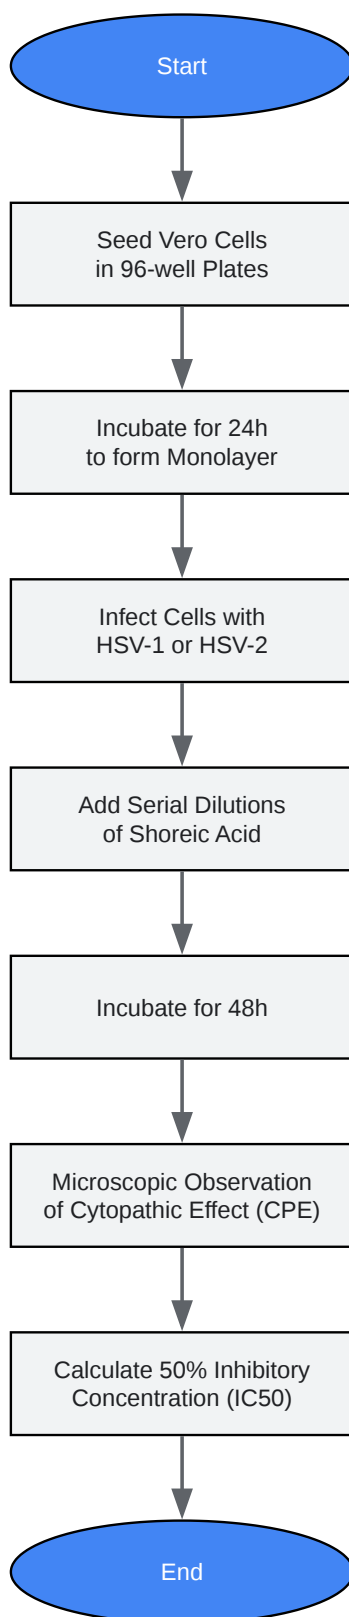 Start
Seed Vero Cells
in 96-well Plates
Incubate for 24h
to form Monolayer
Infect Cells with
HSV-1 or HSV-2
Add Serial Dilutions
of Shoreic Acid
Incubate for 48h
Microscopic Observation
of Cytopathic Effect (CPE)
Calculate 50% Inhibitory
Concentration (IC50)
End